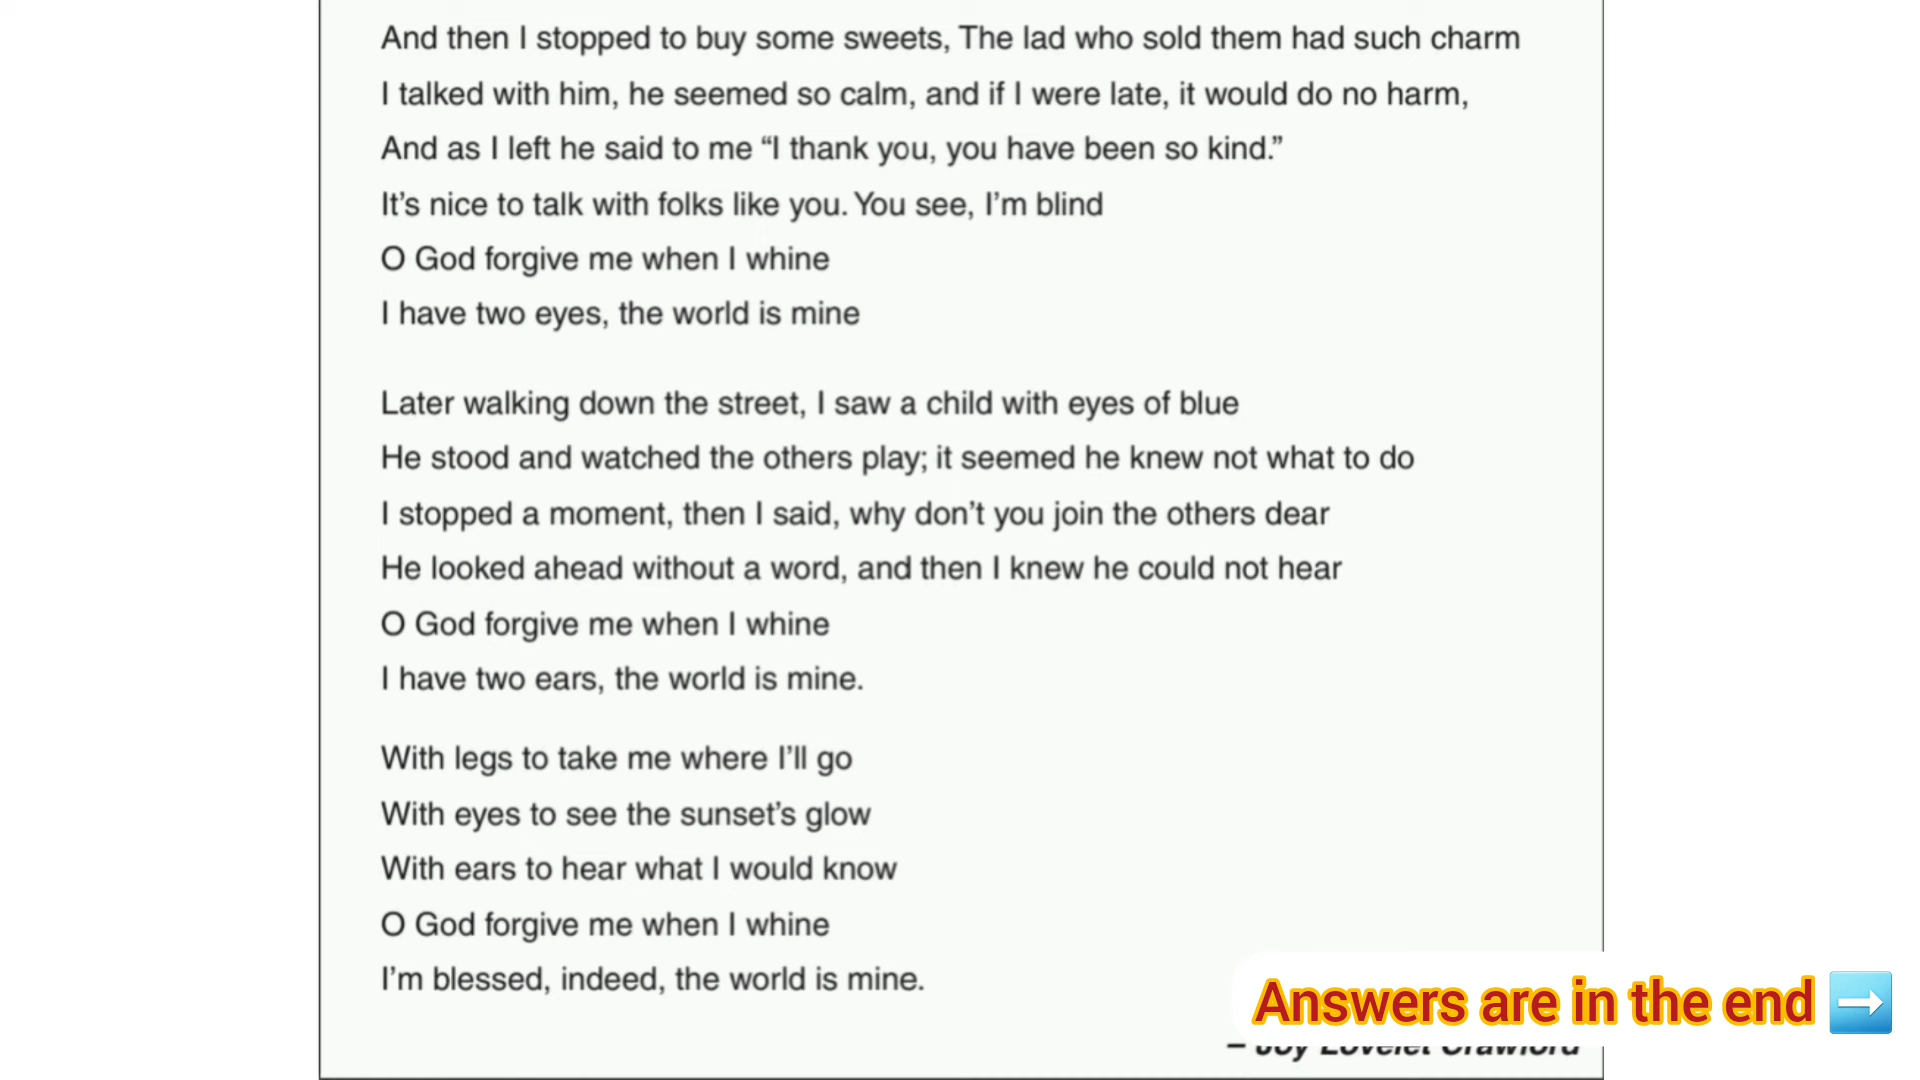 And then I stopped to buy some sweets, The lad who sold them had such charm
I talked with him, he seemed so calm, and if I were late, it would do no harm,
And as I left he said to me “I thank you, you have been so kind.”
It’s nice to talk with folks like you. You see, I’m blind
O God forgive me when I whine
I have two eyes, the world is mine
Later walking down the street, I saw a child with eyes of blue
He stood and watched the others play; it seemed he knew not what to do
I stopped a moment, then I said, why don’t you join the others dear
He looked ahead without a word, and then I knew he could not hear
O God forgive me when I whine
I have two ears, the world is mine.
With legs to take me where I’ll go
With eyes to see the sunset’s glow
With ears to hear what I would know
O God forgive me when I whine
I’m blessed, indeed, the world is mine.
Answers are in the end
– Joy Lovelet Crawford